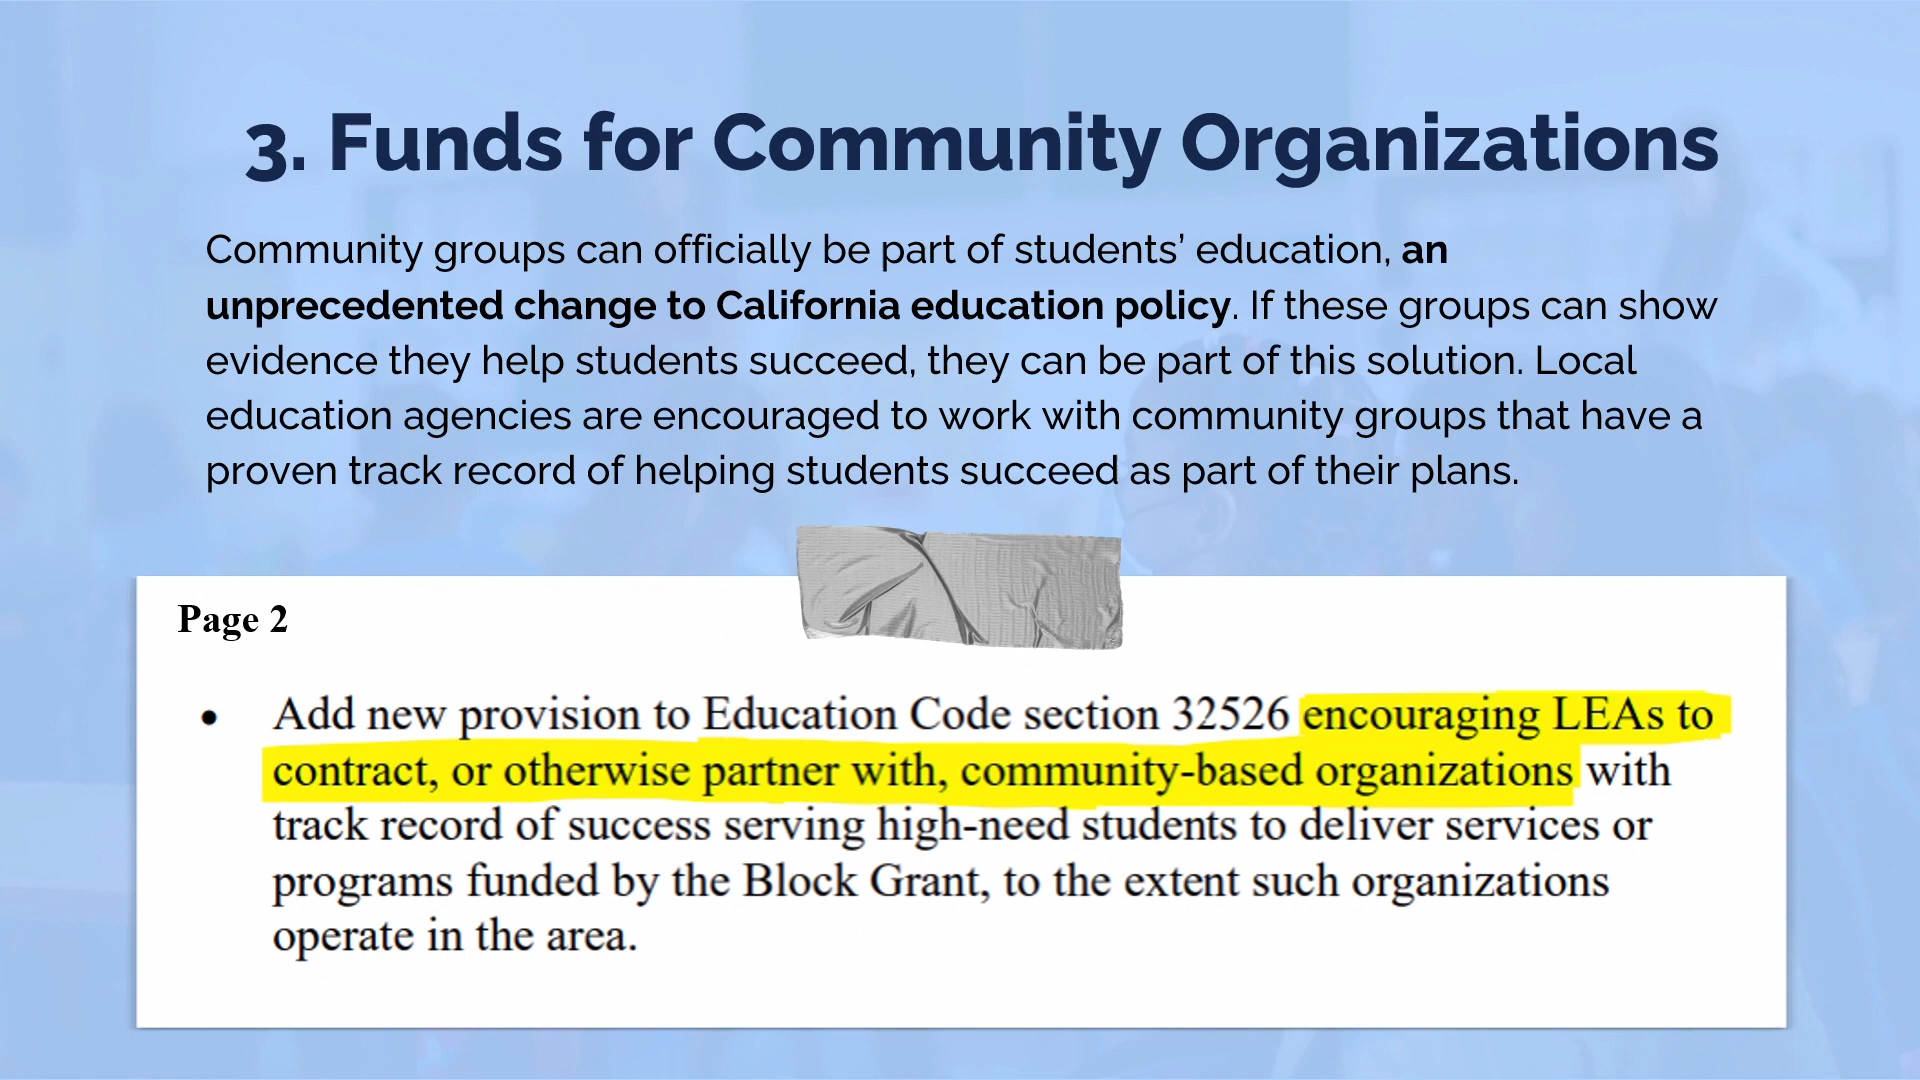 3. Funds for Community Organizations
Community groups can officially be part of students’ education, an
unprecedented change to California education policy. If these groups can show
evidence they help students succeed, they can be part of this solution. Local
education agencies are encouraged to work with community groups that have a
proven track record of helping students succeed as part of their plans.
Page 2
• Add new provision to Education Code section 32526 encouraging LEAs to
contract, or otherwise partner with, community-based organizations with
track record of success serving high-need students to deliver services or
programs funded by the Block Grant, to the extent such organizations
operate in the area.